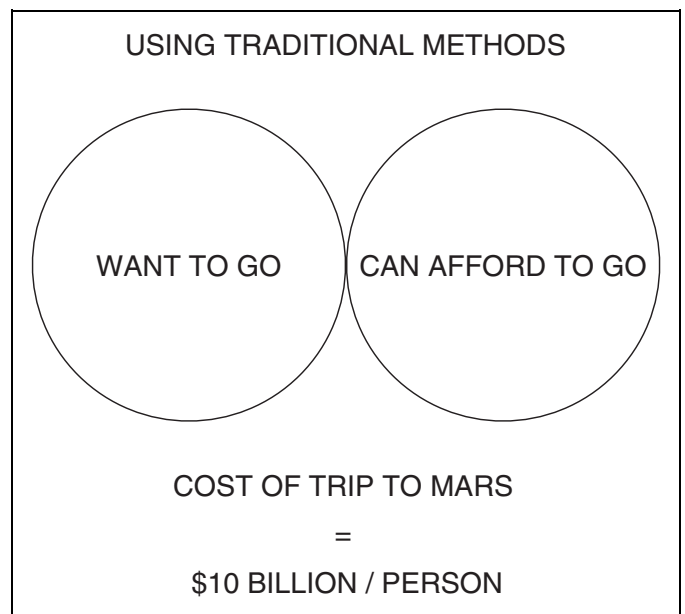 USING TRADITIONAL METHODS
WANT TO GO
CAN AFFORD TO GO
COST OF TRIP TO MARS
=
$10 BILLION / PERSON